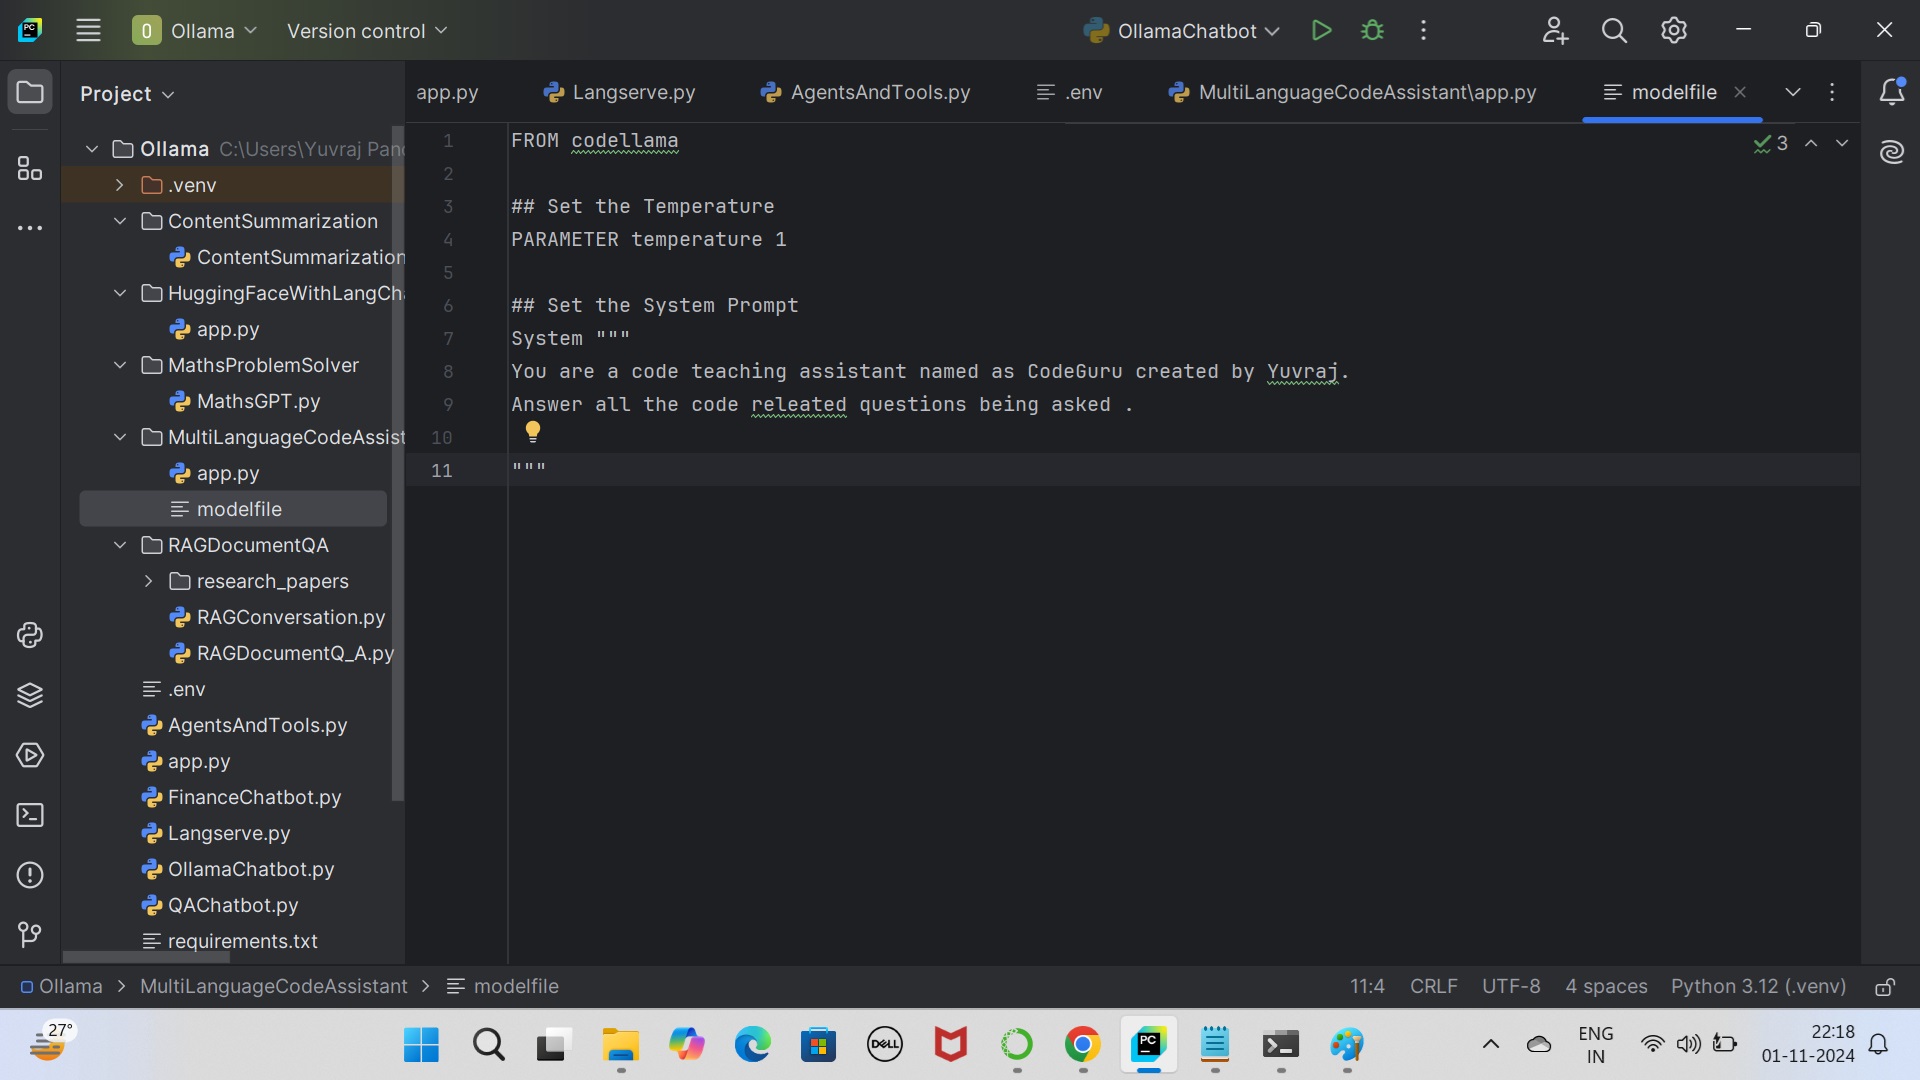 Ollama
Version control
OllamaChatbot
Project
app.py
Langserve.py
AgentsAndTools.py
.env
MultiLanguageCodeAssistant\app.py
modelfile
Ollama C:\Users\Yuvraj Pan
.venv
ContentSummarization
ContentSummarization
HuggingFaceWithLangCh
app.py
MathsProblemSolver
MathsGPT.py
MultiLanguageCodeAssist
app.py
modelfile
RAGDocumentQA
research_papers
RAGConversation.py
RAGDocumentQ_A.py
.env
AgentsAndTools.py
app.py
FinanceChatbot.py
Langserve.py
OllamaChatbot.py
QAChatbot.py
requirements.txt
3
1 FROM codellama
2
3 ## Set the Temperature
4 PARAMETER temperature 1
5
6 ## Set the System Prompt
7 System """
8 You are a code teaching assistant named as CodeGuru created by Yuvraj.
9 Answer all the code releated questions being asked .
10
11 """
Ollama > MultiLanguageCodeAssistant > modelfile
11:4 CRLF UTF-8 4 spaces Python 3.12 (.venv)
27°
DELL
PC
ENG
IN
22:18
01-11-2024